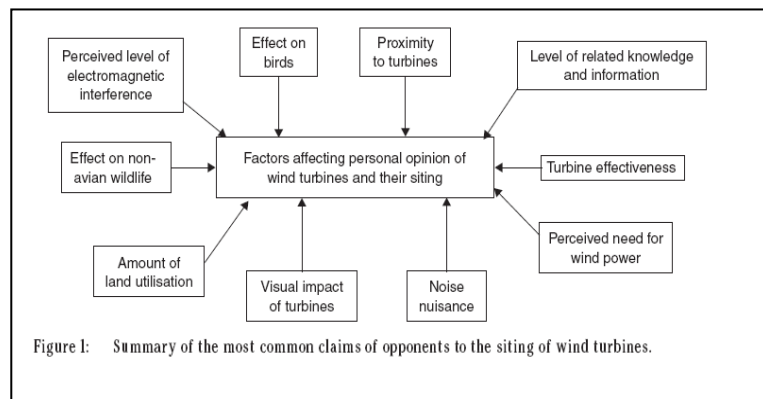 Perceived level of
electromagnetic
interference
Effect on
birds
Proximity
to turbines
Level of related knowledge
and information
Effect on non-
avian wildlife
Factors affecting personal opinion of
wind turbines and their siting
Turbine effectiveness
Amount of
land utilisation
Visual impact
of turbines
Noise
nuisance
Perceived need for
wind power
Figure 1: Summary of the most common claims of opponents to the siting of wind turbines.